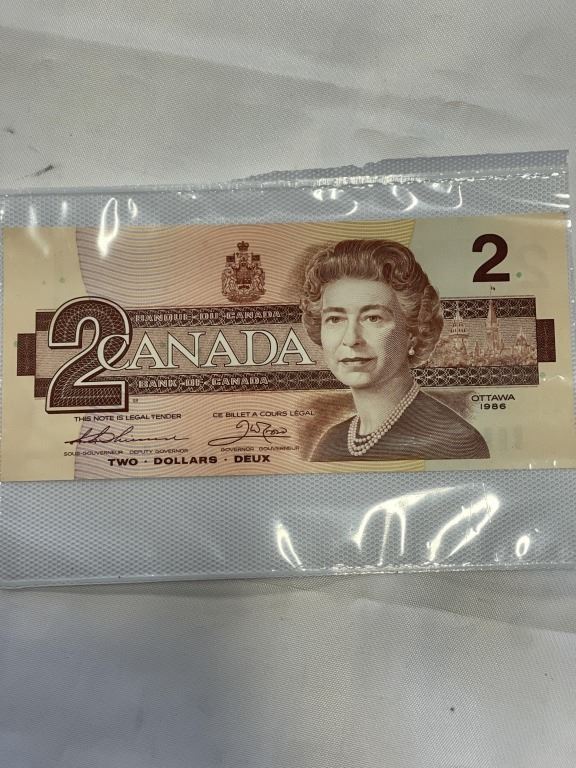 2
BANQUE · DU · CANADA
2 CANADA
BANK · OF · CANADA
OTTAWA
1986
THIS NOTE IS LEGAL TENDER
CE BILLET A COURS LÉGAL
SOUS-GOUVERNEUR DEPUTY GOVERNOR
GOVERNOR GOUVERNEUR
TWO · DOLLARS · DEUX